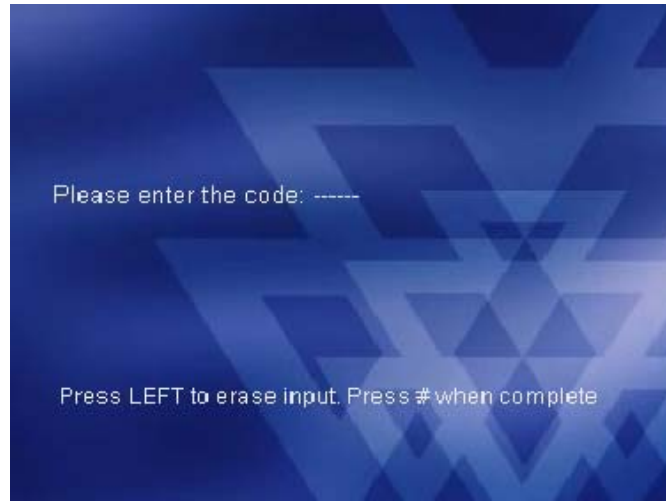 Please enter the code: ------
Press LEFT to erase input. Press # when complete